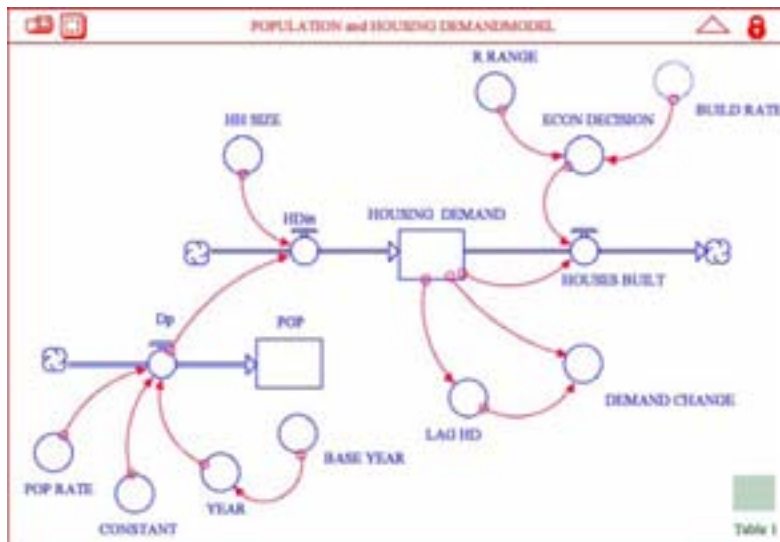 POPULATION and HOUSING DEMANDMODEL
R RANGE
BUILD RATE
HH SIZE
ECON DECISION
HDin
HOUSING DEMAND
HOUSES BUILT
Dp
POP
DEMAND CHANGE
LAG HD
BASE YEAR
POP RATE
YEAR
CONSTANT
Table 1